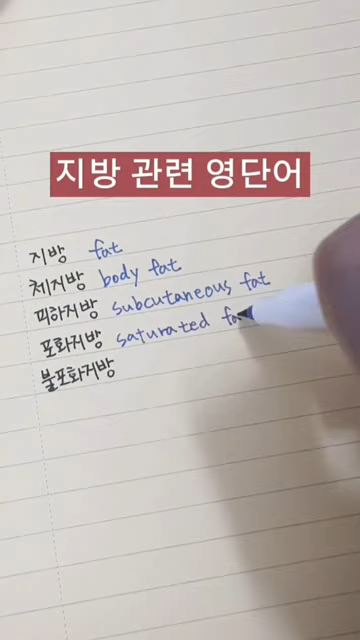 지방 관련 영단어
지방 fat
체지방 body fat
피하지방 subcutaneous fat
포화지방 saturated fa
불포화지방